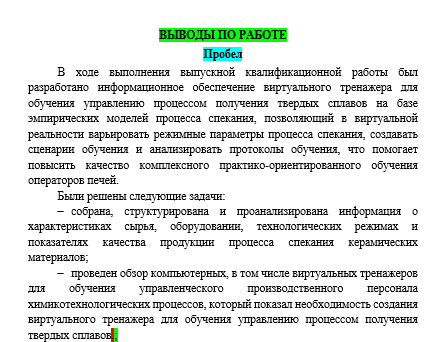 ВЫВОДЫ ПО РАБОТЕ
Пробел
В ходе выполнения выпускной квалификационной работы был
разработано информационное обеспечение виртуального тренажера для
обучения управлению процессом получения твердых сплавов на базе
эмпирических моделей процесса спекания, позволяющий в виртуальной
реальности варьировать режимные параметры процесса спекания, создавать
сценарии обучения и анализировать протоколы обучения, что помогает
повысить качество комплексного практико-ориентированного обучения
операторов печей.
Были решены следующие задачи:
– собрана, структурирована и проанализирована информация о
характеристиках сырья, оборудовании, технологических режимах и
показателях качества продукции процесса спекания керамических
материалов;
– проведен обзор компьютерных, в том числе виртуальных тренажеров
для обучения управленческого производственного персонала
химикотехнологических процессов, который показал необходимость создания
виртуального тренажера для обучения управлению процессом получения
твердых сплавов;